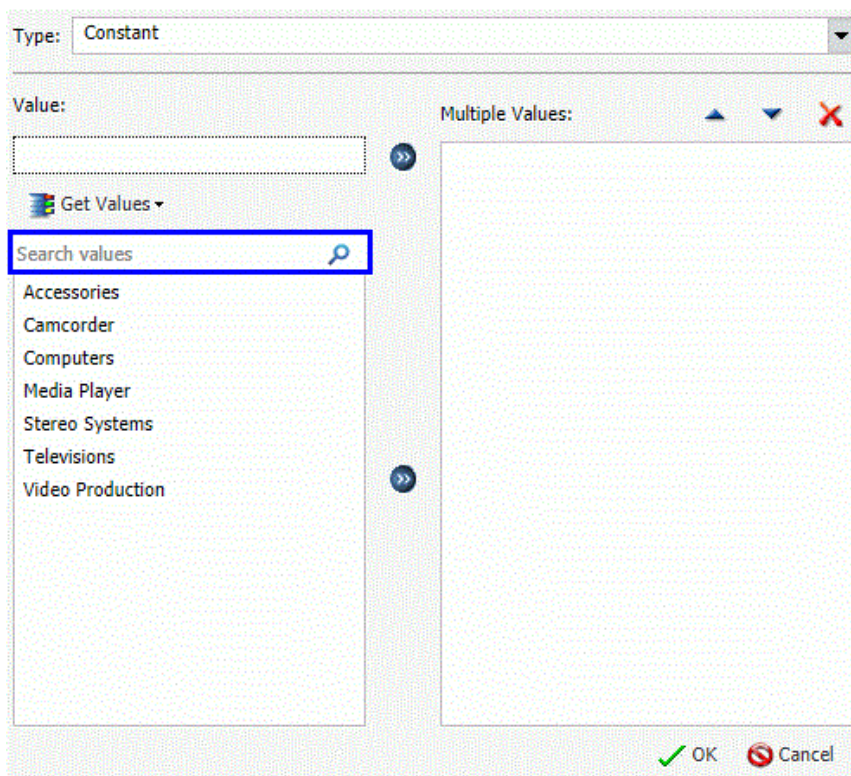 Type: Constant
Value:
Multiple Values:
Get Values
Search values
Accessories
Camcorder
Computers
Media Player
Stereo Systems
Televisions
Video Production
OK Cancel